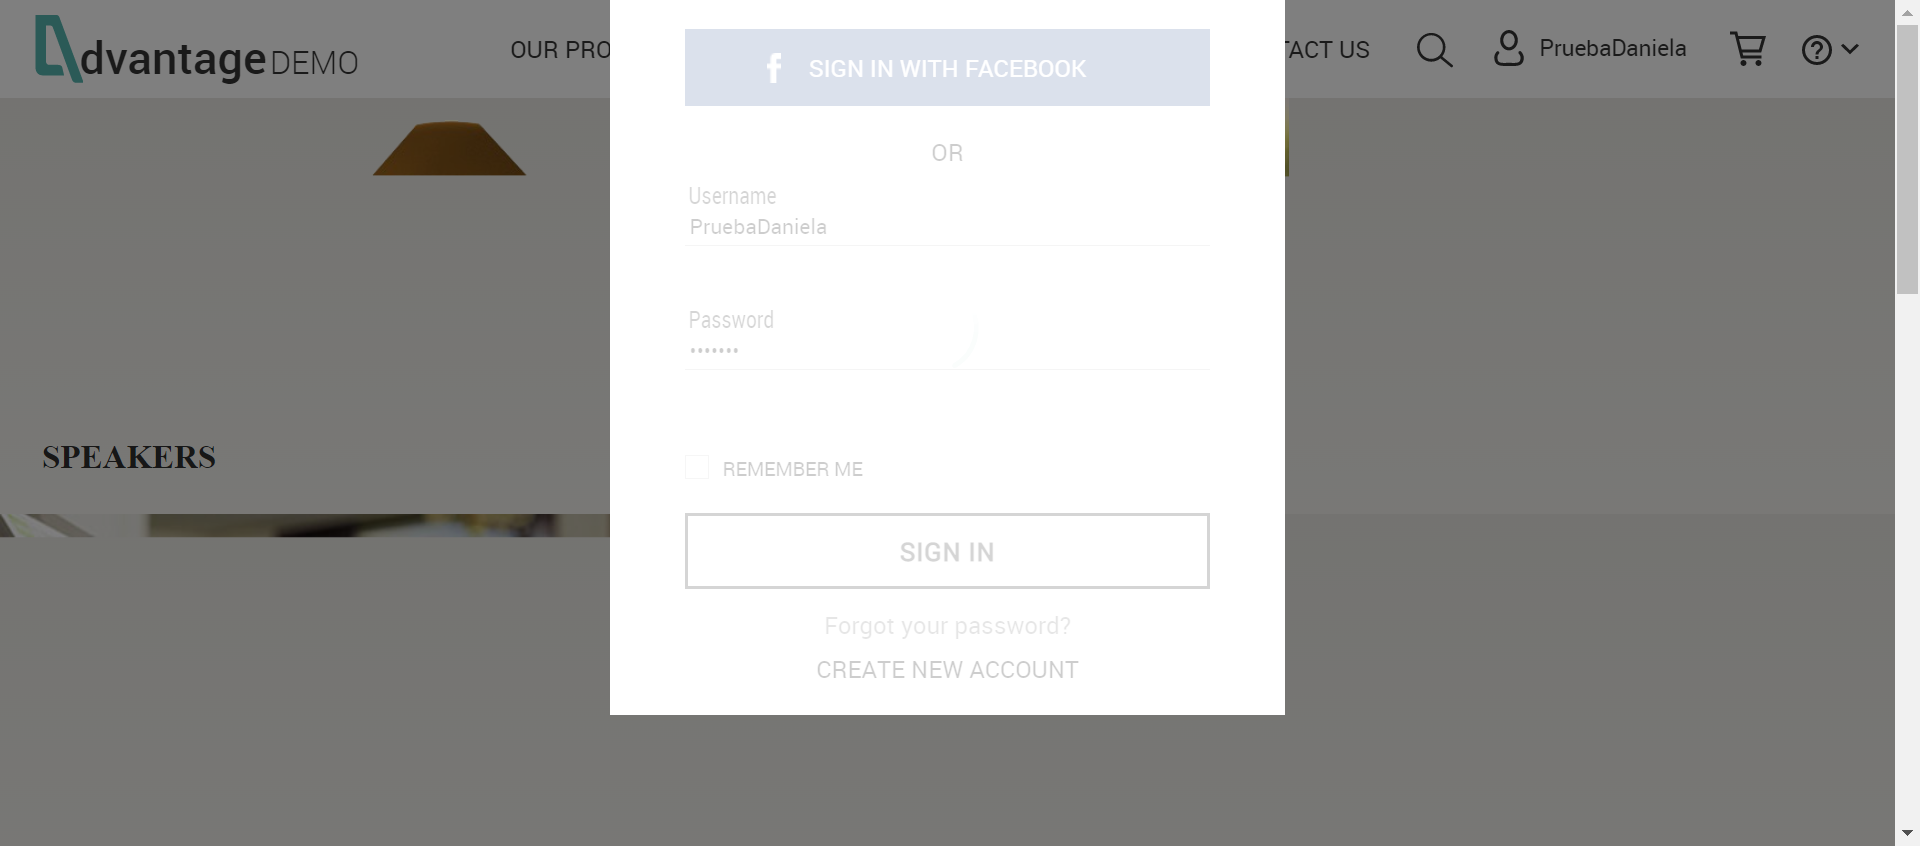 dvantage DEMO
OUR PRO
TACT US
PruebaDaniela
SIGN IN WITH FACEBOOK
OR
Username
PruebaDaniela
Password
•••••••
REMEMBER ME
SIGN IN
Forgot your password?
CREATE NEW ACCOUNT
SPEAKERS